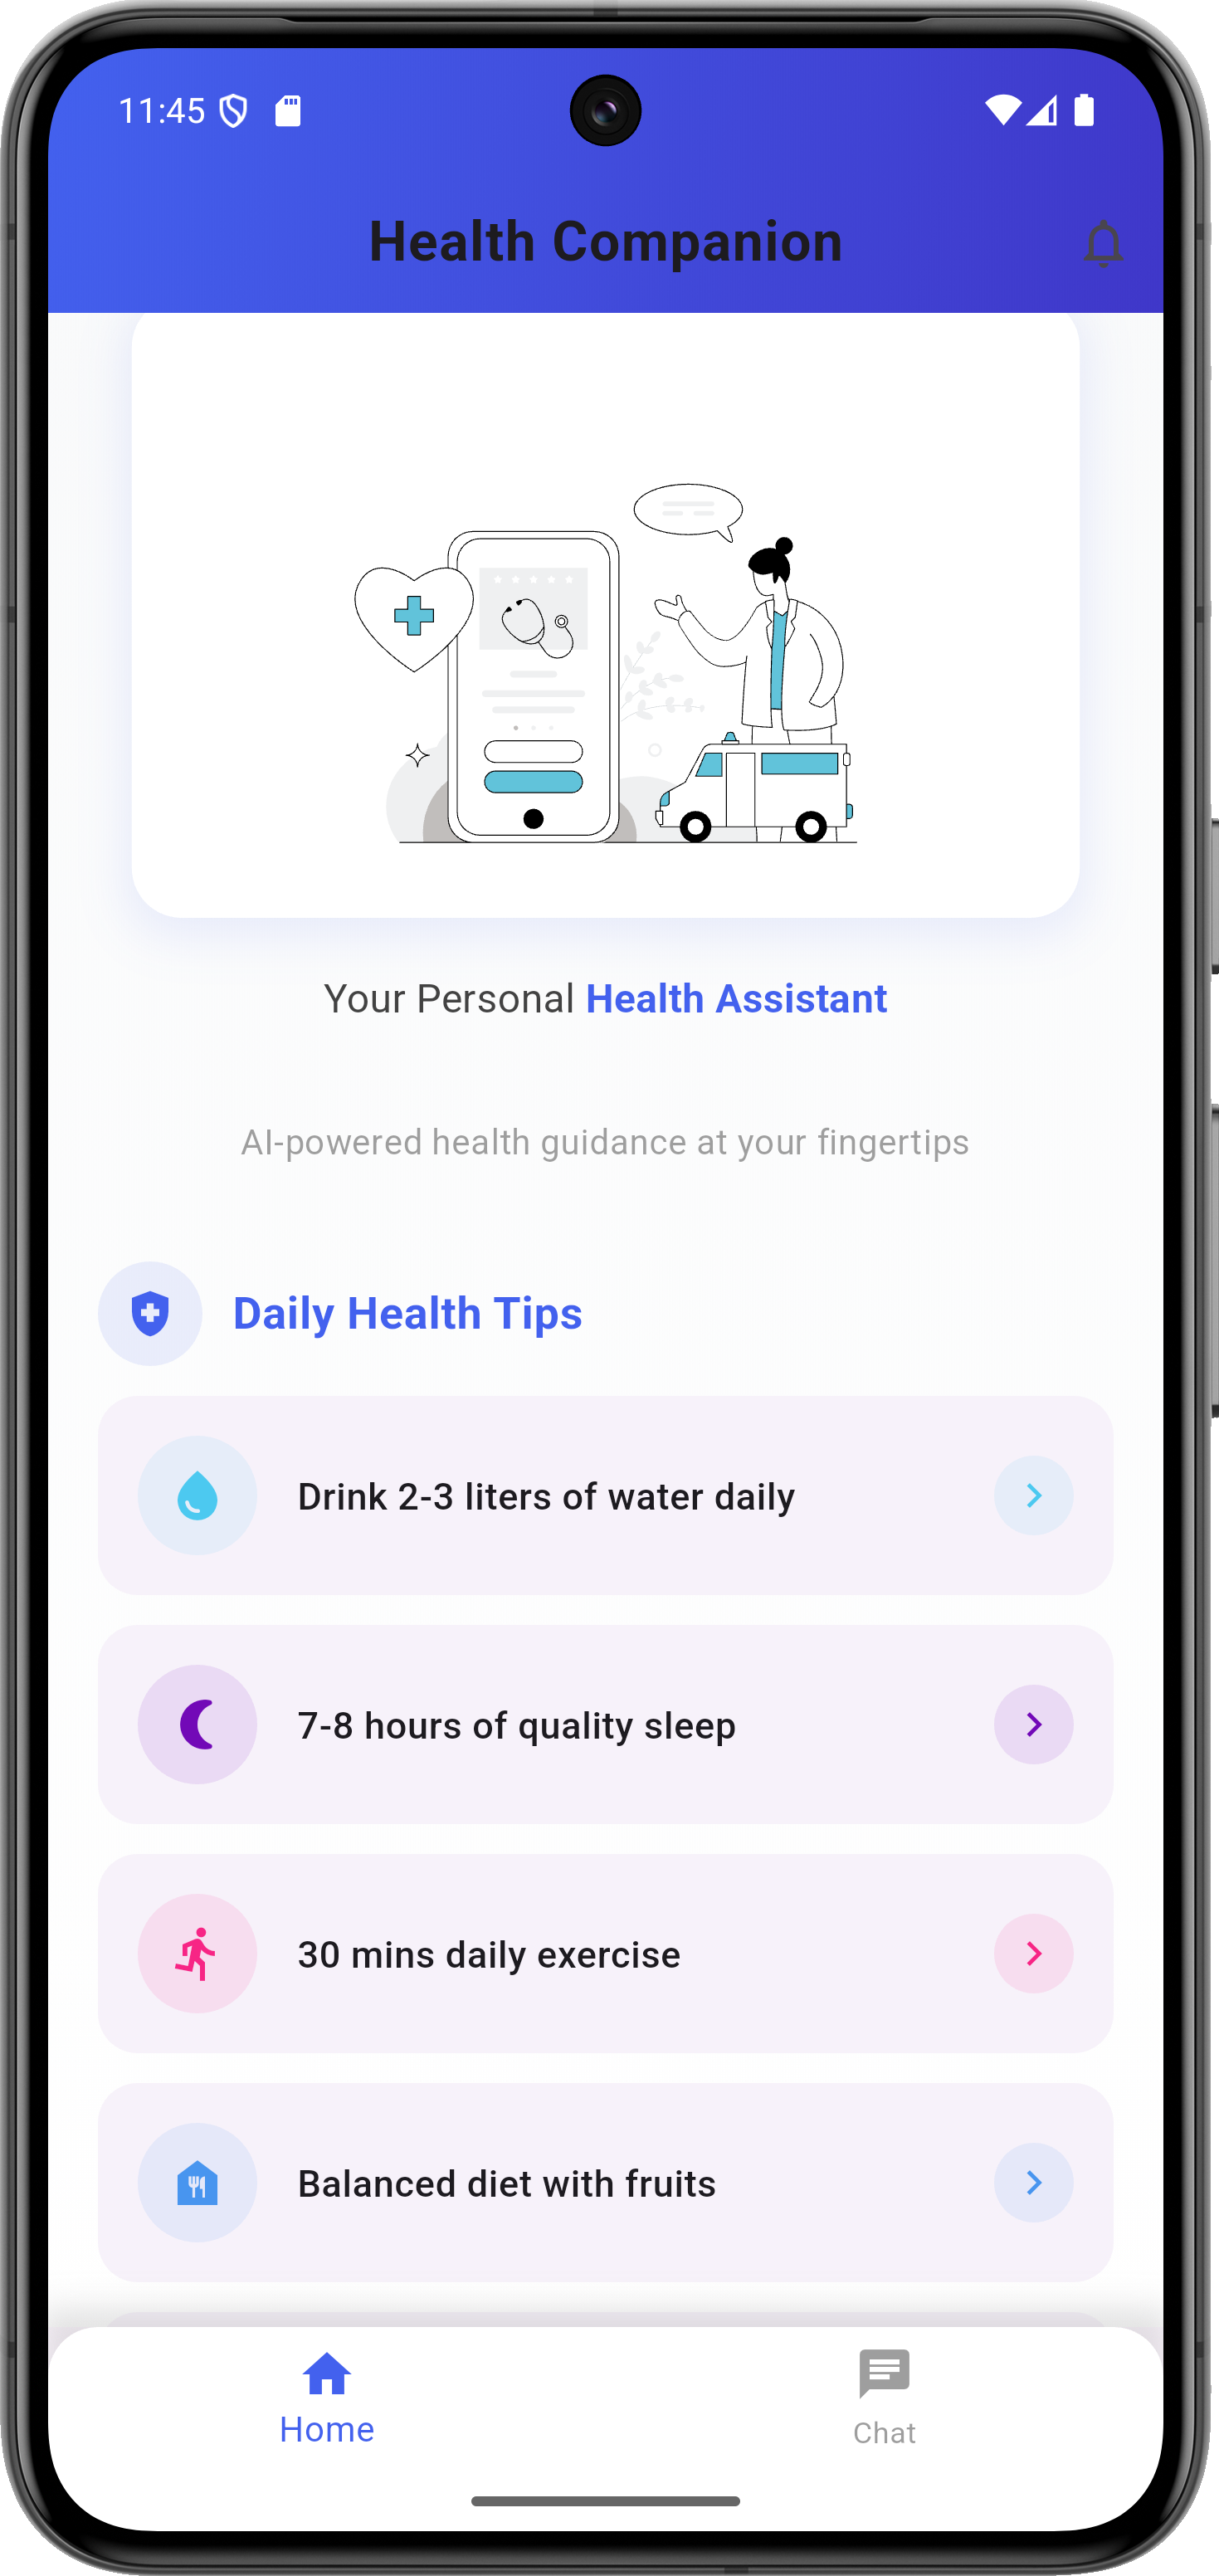 11:45
Health Companion
Your Personal Health Assistant
AI-powered health guidance at your fingertips
Daily Health Tips
Drink 2-3 liters of water daily
7-8 hours of quality sleep
30 mins daily exercise
Balanced diet with fruits
Home
Chat